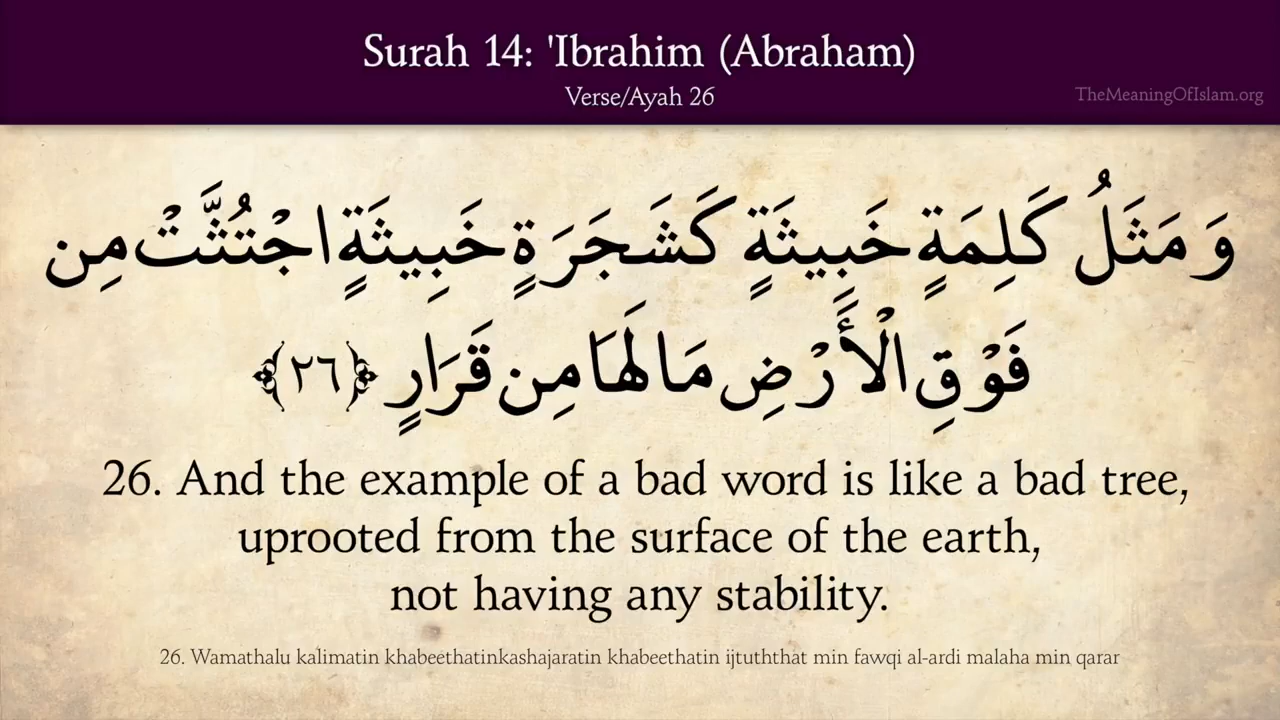 Surah 14: 'Ibrahim (Abraham)
Verse/Ayah 26
TheMeaningOfIslam.org
وَمَثَلُ كَلِمَةٍ خَبِيثَةٍ كَشَجَرَةٍ خَبِيثَةٍ اجْتُثَّتْ مِن
فَوْقِ الْأَرْضِ مَا لَهَا مِن قَرَارٍ ﴿٢٦﴾
26. And the example of a bad word is like a bad tree,
uprooted from the surface of the earth,
not having any stability.
26. Wamathalu kalimatin khabeethatinkashajaratin khabeethatin ijtuththat min fawqi al-ardi malaha min qarar